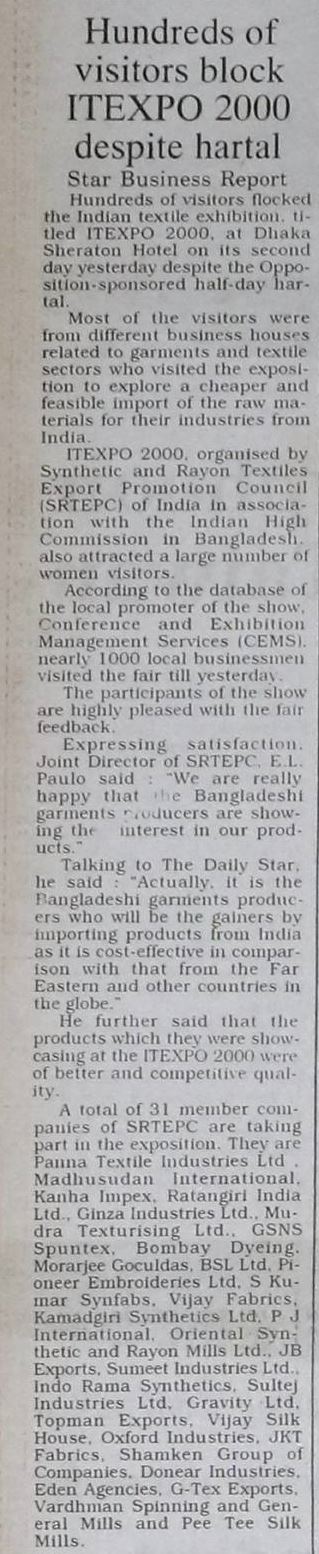 Hundreds of
visitors block
ITEXPO 2000
despite hartal
Star Business Report
Hundreds of visitors flocked
the Indian textile exhibition, ti-
tled ITEXPO 2000, at Dhaka
Sheraton Hotel on its second
day yesterday despite the Oppo-
sition-sponsored half-day har-
tal.
Most of the visitors were
from different business houses
related to garments and textile
sectors who visited the exposi-
tion to explore a cheaper and
feasible import of the raw ma-
terials for their industries from
India.
ITEXPO 2000, organised by
Synthetic and Rayon Textiles
Export Promotion Council
(SRTEPC) of India in associa-
tion with the Indian High
Commission in Bangladesh,
also attracted a large number of
women visitors.
According to the database of
the local promoter of the show,
Conference and Exhibition
Management Services (CEMS),
nearly 1000 local businessmen
visited the fair till yesterday.
The participants of the show
are highly pleased with the fair
feedback.
Expressing satisfaction,
Joint Director of SRTEPC, E.L.
Paulo said : "We are really
happy that the Bangladeshi
garments producers are show-
ing the interest in our prod-
ucts."
Talking to The Daily Star,
he said : "Actually, it is the
Bangladeshi garments produc-
ers who will be the gainers by
importing products from India
as it is cost-effective in compar-
ison with that from the Far
Eastern and other countries in
the globe."
He further said that the
products which they were show-
casing at the ITEXPO 2000 were
of better and competitive qual-
ity.
A total of 31 member com-
panies of SRTEPC are taking
part in the exposition. They are
Panna Textile Industries Ltd ,
Madhusudan International,
Kanha Impex, Ratangiri India
Ltd., Ginza Industries Ltd., Mu-
dra Texturising Ltd., GSNS
Spuntex, Bombay Dyeing,
Morarjee Goculdas, BSL Ltd, Pi-
oneer Embroideries Ltd, S Ku-
mar Synfabs, Vijay Fabrics,
Kamadgiri Synthetics Ltd, P J
International, Oriental Syn-
thetic and Rayon Mills Ltd., JB
Exports, Sumeet Industries Ltd.,
Indo Rama Synthetics, Sultej
Industries Ltd, Gravity Ltd,
Topman Exports, Vijay Silk
House, Oxford Industries, JKT
Fabrics, Shamken Group of
Companies, Donear Industries,
Eden Agencies, G-Tex Exports,
Vardhman Spinning and Gen-
eral Mills and Pee Tee Silk
Mills.